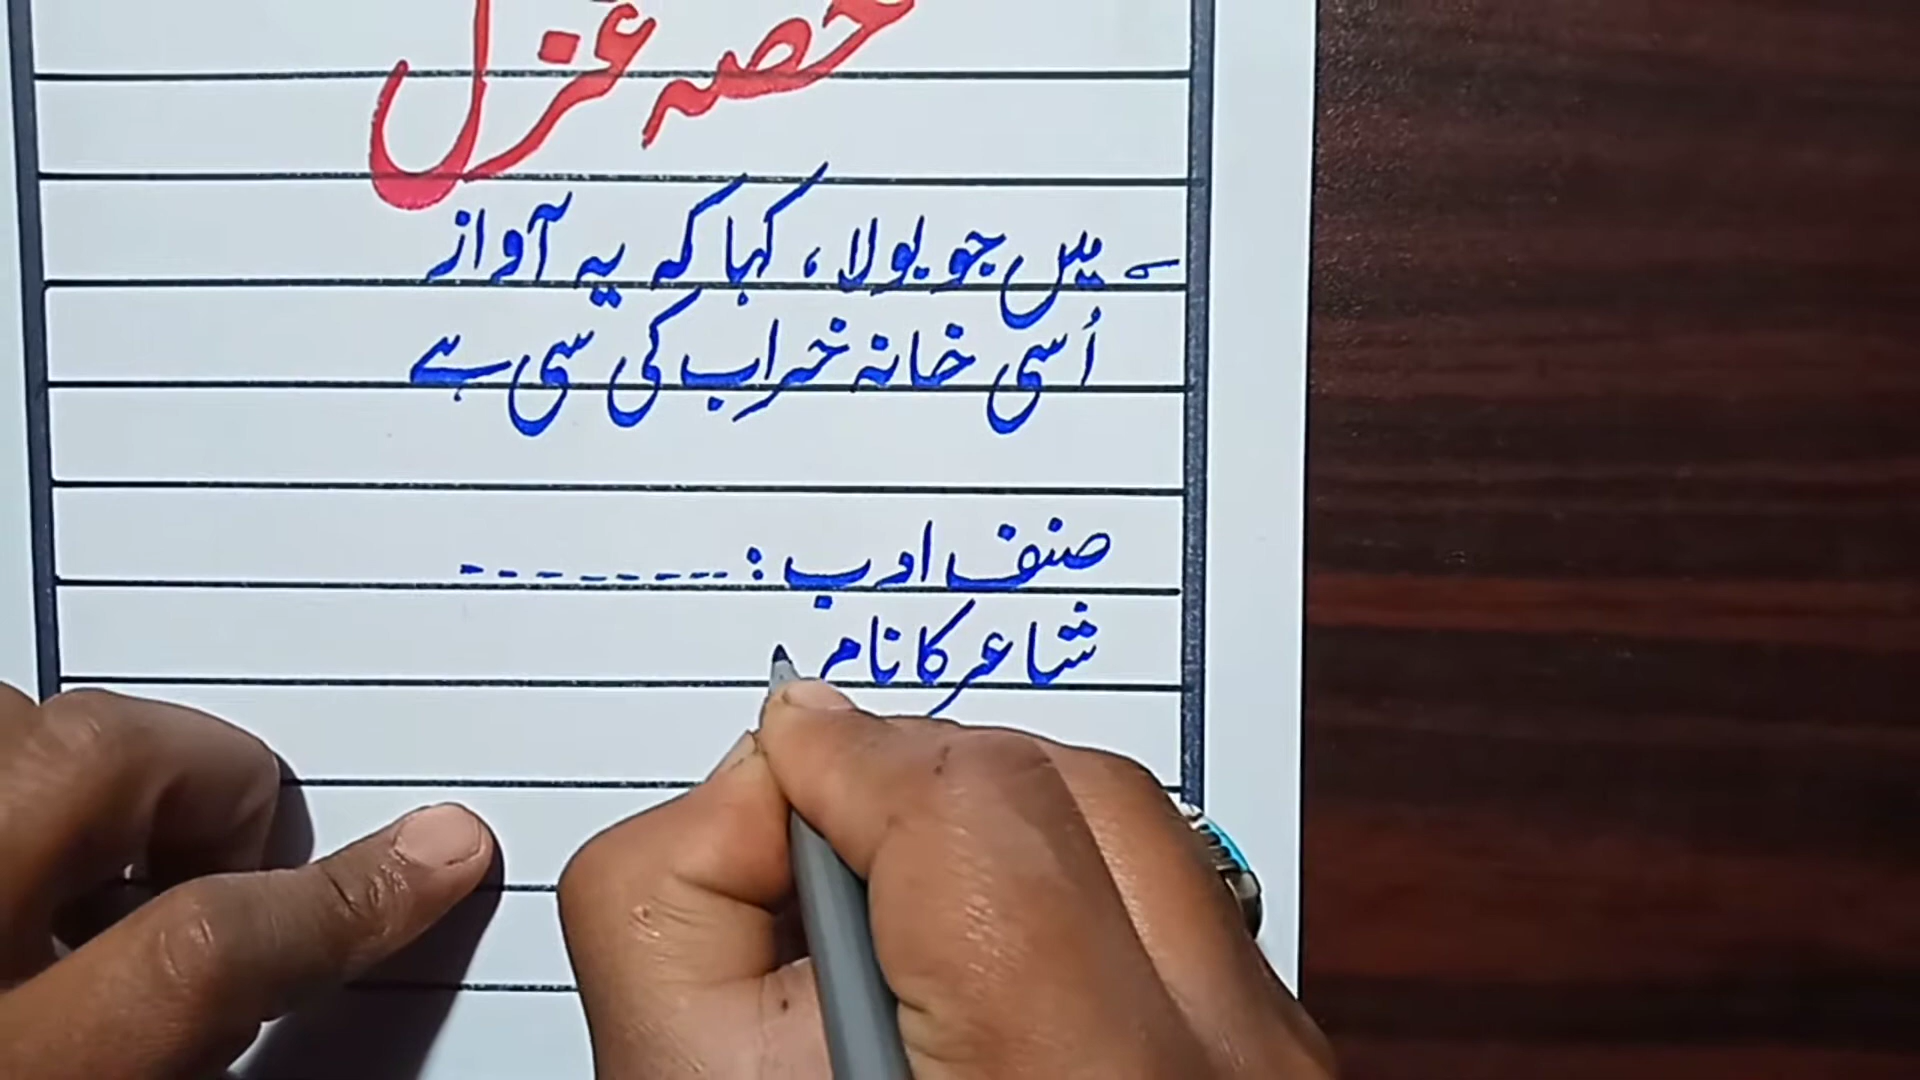 حصہ غزل
؎ میں جو بولا، کہا کہ یہ آواز
اُسی خانہ خراب کی سی ہے
صنف ادب : ---------
شاعر کا نام